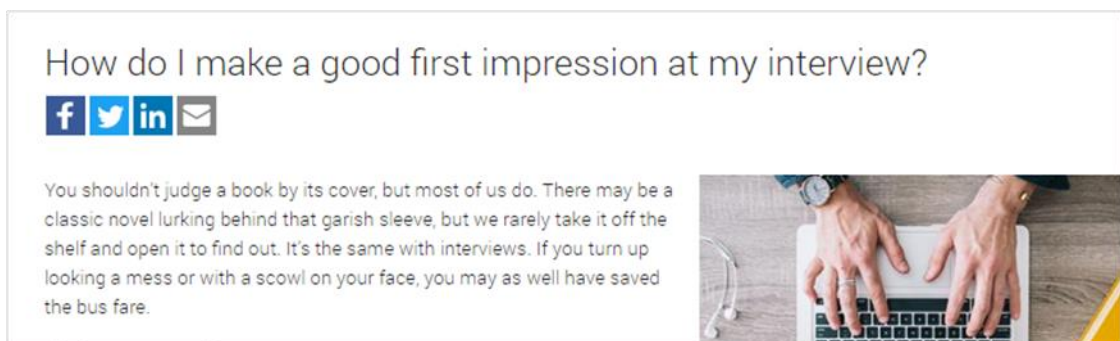 How do I make a good first impression at my interview?
f in
You shouldn't judge a book by its cover, but most of us do. There may be a
classic novel lurking behind that garish sleeve, but we rarely take it off the
shelf and open it to find out. It's the same with interviews. If you turn up
looking a mess or with a scowl on your face, you may as well have saved
the bus fare.